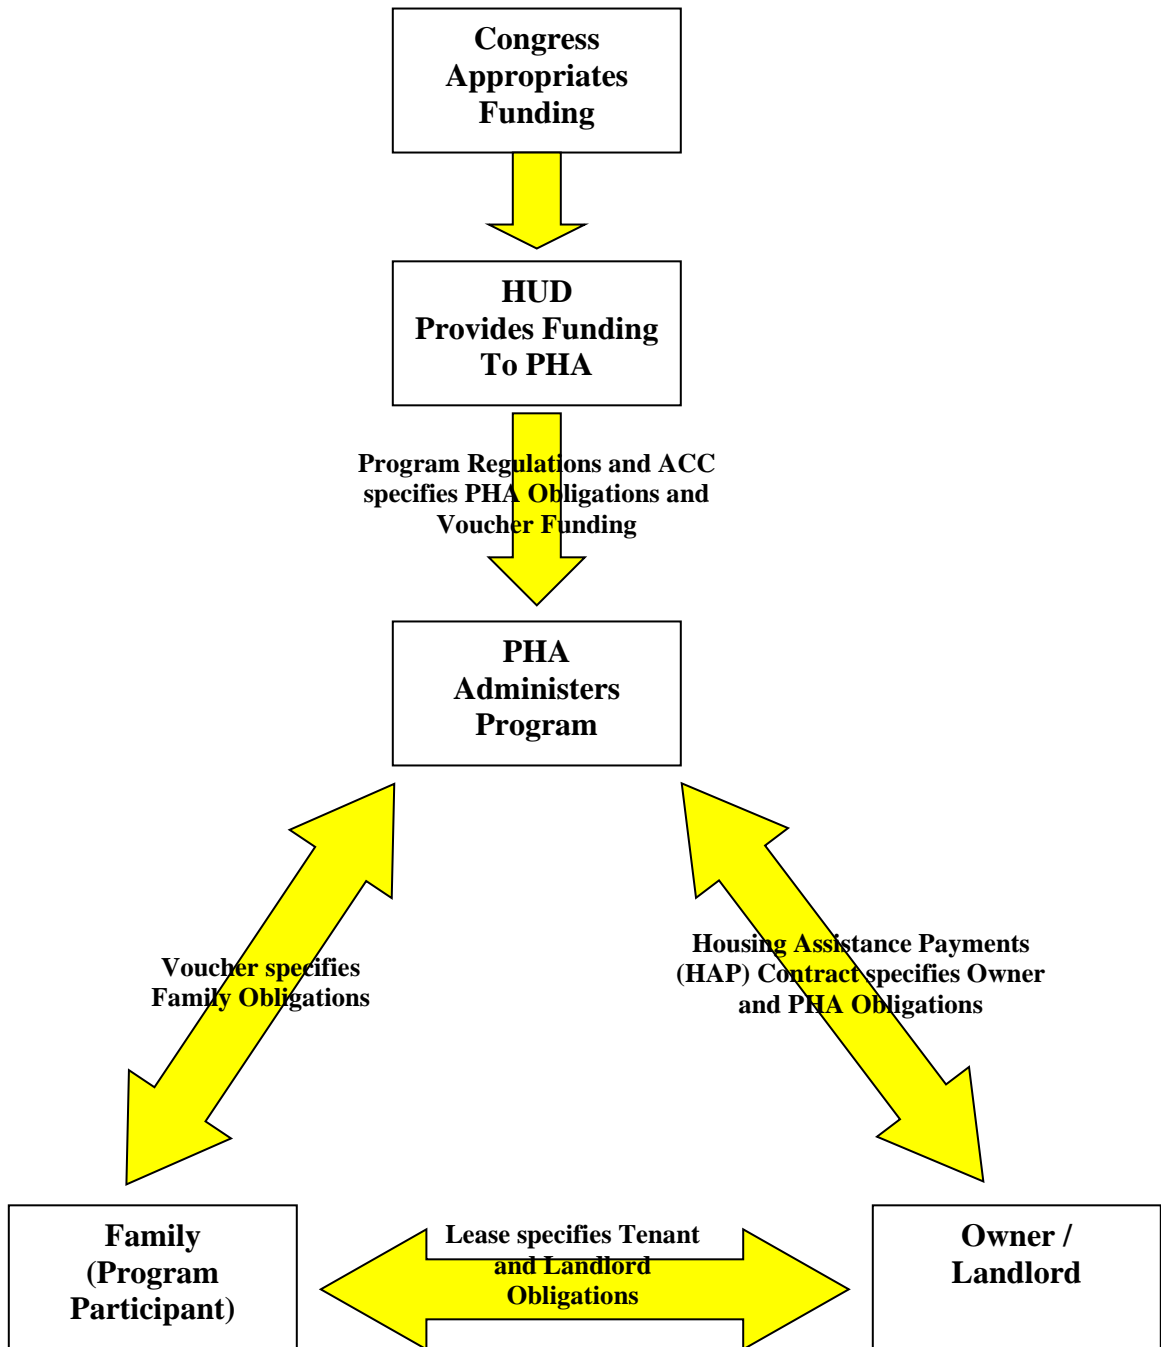 Congress
Appropriates
Funding
HUD
Provides Funding
To PHA
Program Regulations and ACC
specifies PHA Obligations and
Voucher Funding
PHA
Administers
Program
Voucher specifies
Family Obligations
Housing Assistance Payments
(HAP) Contract specifies Owner
and PHA Obligations
Family
(Program
Participant)
Lease specifies Tenant
and Landlord
Obligations
Owner /
Landlord